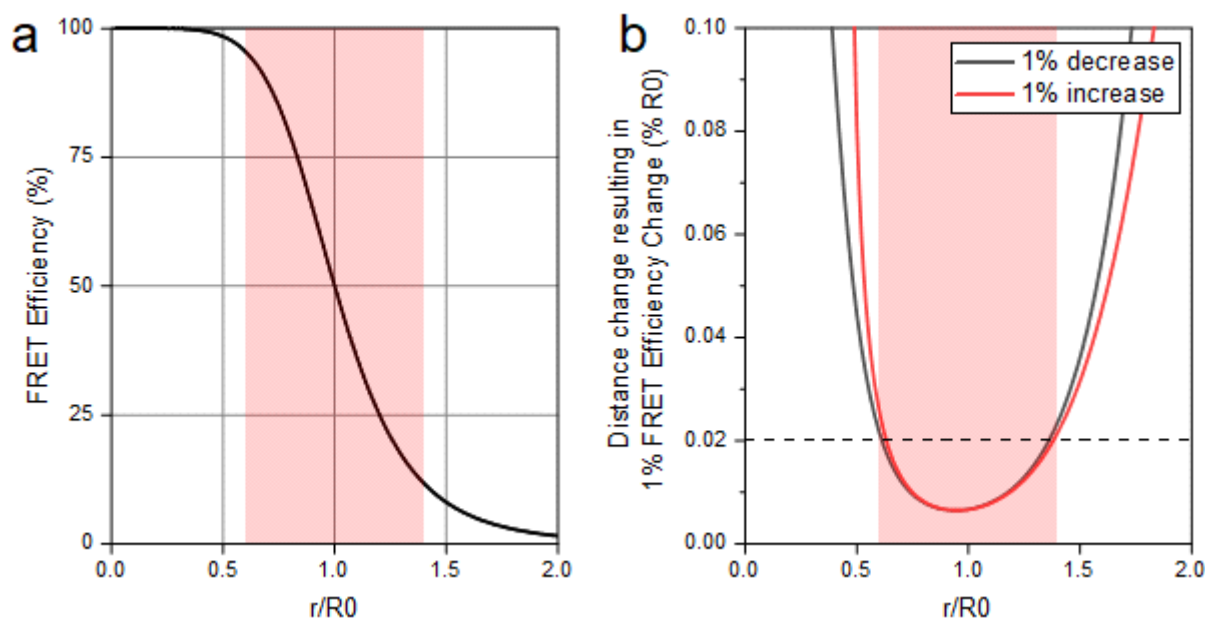 a
100
75
50
25
0
FRET Efficiency (%)
0.0 0.5 1.0 1.5 2.0
r/R0
b
0.10
0.08
0.06
0.04
0.02
0.00
Distance change resulting in
1% FRET Efficiency Change (% R0)
1% decrease
1% increase
0.0 0.5 1.0 1.5 2.0
r/R0